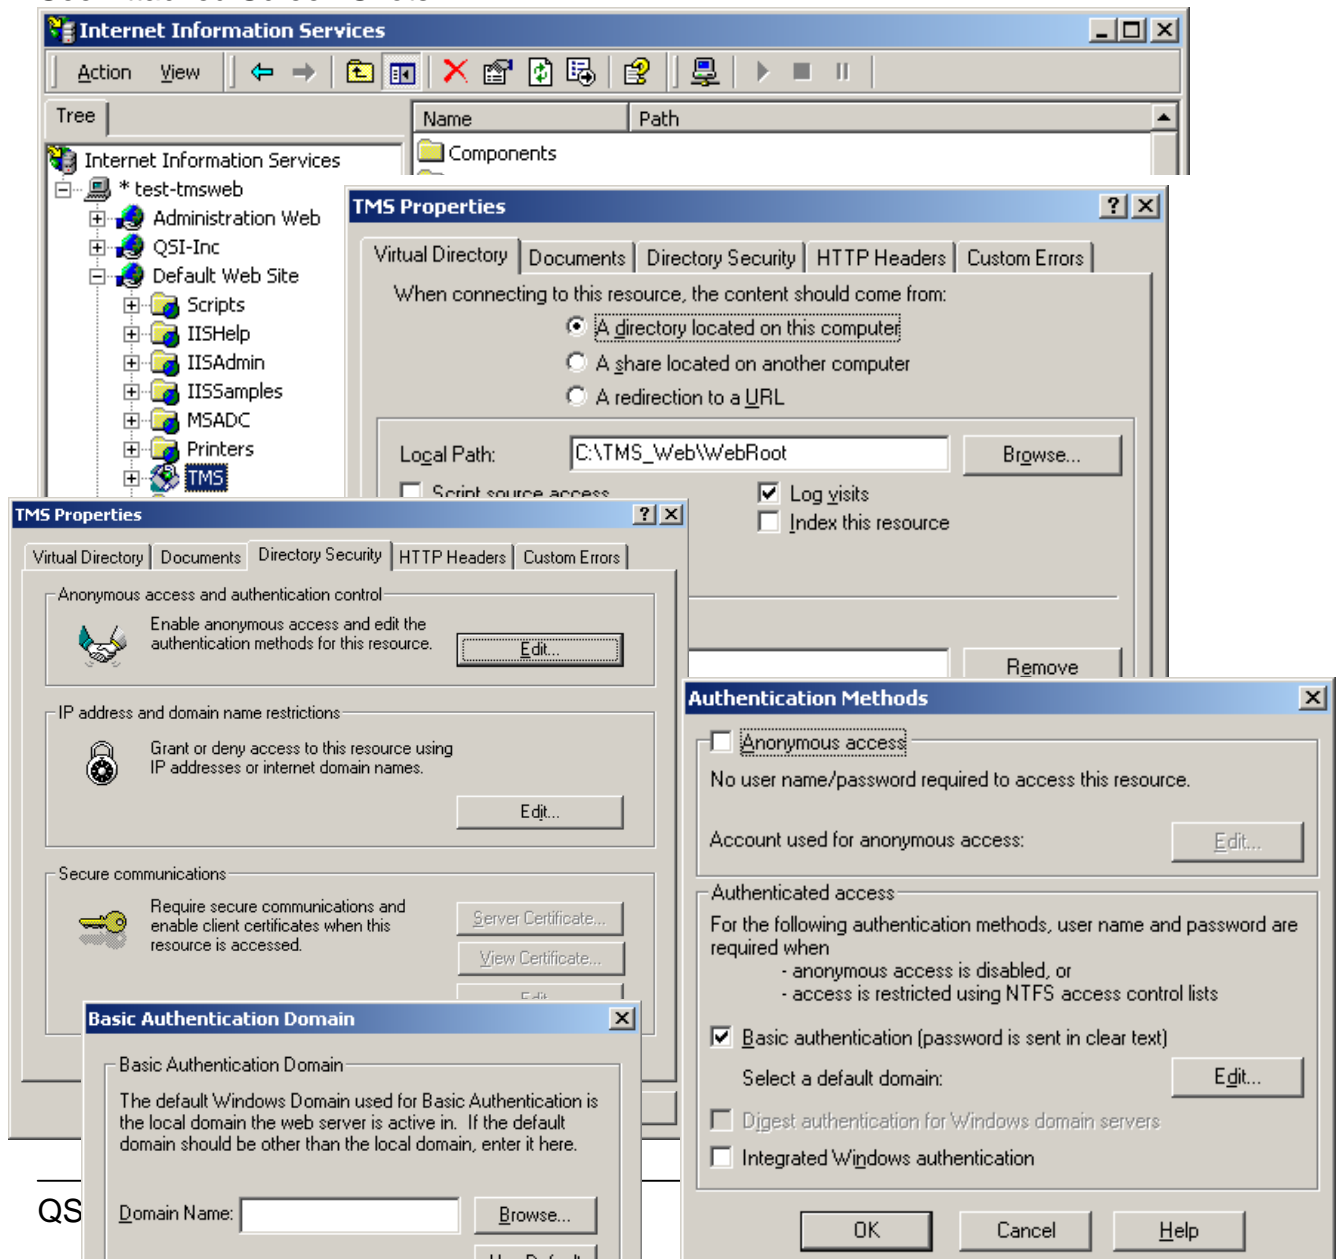 Internet Information Services
Action View
Tree
Name Path
Internet Information Services
Components
* test-tmsweb
Administration Web
QSI-Inc
Default Web Site
Scripts
IISHelp
IISAdmin
IISSamples
MSADC
Printers
TMS
TMS Properties
Virtual Directory Documents Directory Security HTTP Headers Custom Errors
When connecting to this resource, the content should come from:
A directory located on this computer
A share located on another computer
A redirection to a URL
Local Path: C:\TMS_Web\WebRoot Browse...
Script source access Log visits
Index this resource
Remove
TMS Properties
Virtual Directory Documents Directory Security HTTP Headers Custom Errors
Anonymous access and authentication control
Enable anonymous access and edit the
authentication methods for this resource.
Edit...
IP address and domain name restrictions
Grant or deny access to this resource using
IP addresses or internet domain names.
Edit...
Secure communications
Require secure communications and
enable client certificates when this
resource is accessed.
Server Certificate...
View Certificate...
Edit...
Authentication Methods
Anonymous access
No user name/password required to access this resource.
Account used for anonymous access: Edit...
Authenticated access
For the following authentication methods, user name and password are
required when
- anonymous access is disabled, or
- access is restricted using NTFS access control lists
Basic authentication (password is sent in clear text)
Select a default domain: Edit...
Digest authentication for Windows domain servers
Integrated Windows authentication
OK Cancel Help
Basic Authentication Domain
Basic Authentication Domain
The default Windows Domain used for Basic Authentication is
the local domain the web server is active in. If the default
domain should be other than the local domain, enter it here.
Domain Name: Browse...
Use Default
QS